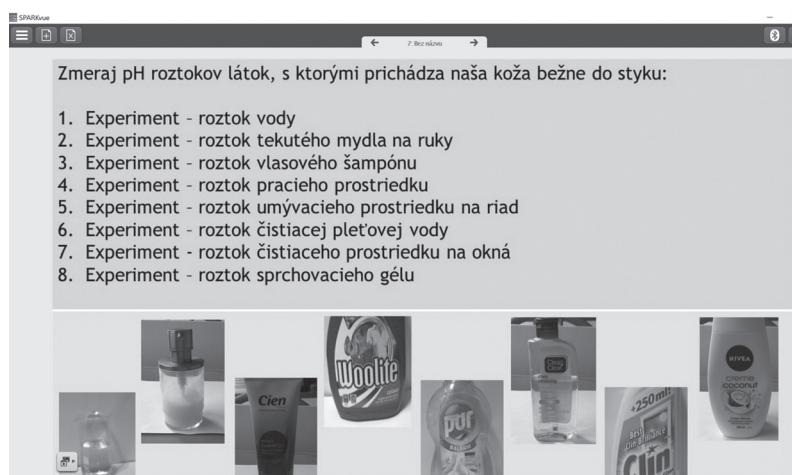 SPARKvue
7: Bez názvu
Zmeraj pH roztokov látok, s ktorými prichádza naša koža bežne do styku:
1. Experiment – roztok vody
2. Experiment – roztok tekutého mydla na ruky
3. Experiment – roztok vlasového šampónu
4. Experiment – roztok pracieho prostriedku
5. Experiment – roztok umývacieho prostriedku na riad
6. Experiment – roztok čistiacej pleťovej vody
7. Experiment - roztok čistiaceho prostriedku na okná
8. Experiment – roztok sprchovacieho gélu
Cien
Woolite
pur
BALSAM
Clean
Clear
+250ml!
Best
Clin
NIVEA
creme
coconut